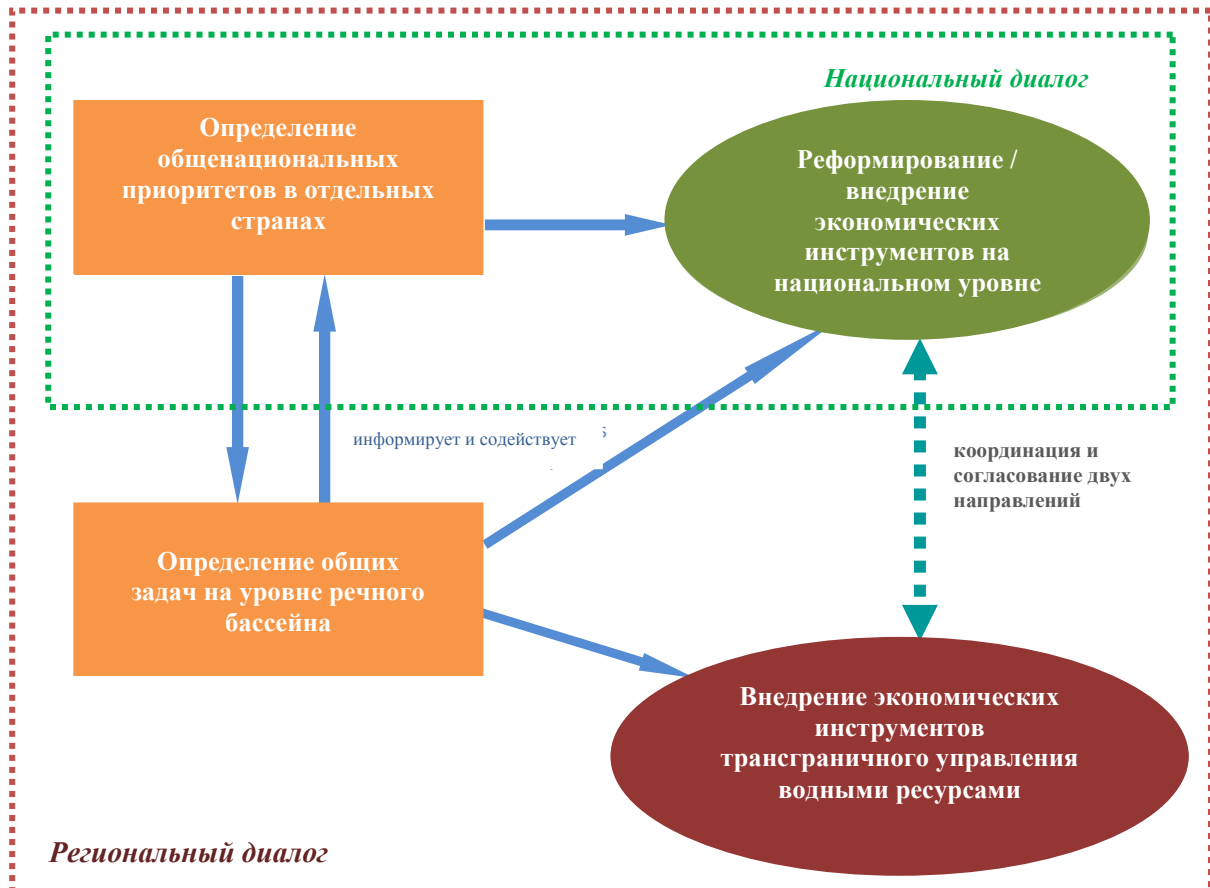 Национальный диалог
Определение
общенациональных
приоритетов в отдельных
странах
Реформирование /
внедрение
экономических
инструментов на
национальном уровне
информирует и содействует
координация и
согласование двух
направлений
Определение общих
задач на уровне речного
бассейна
Внедрение экономических
инструментов
трансграничного управления
водными ресурсами
Региональный диалог